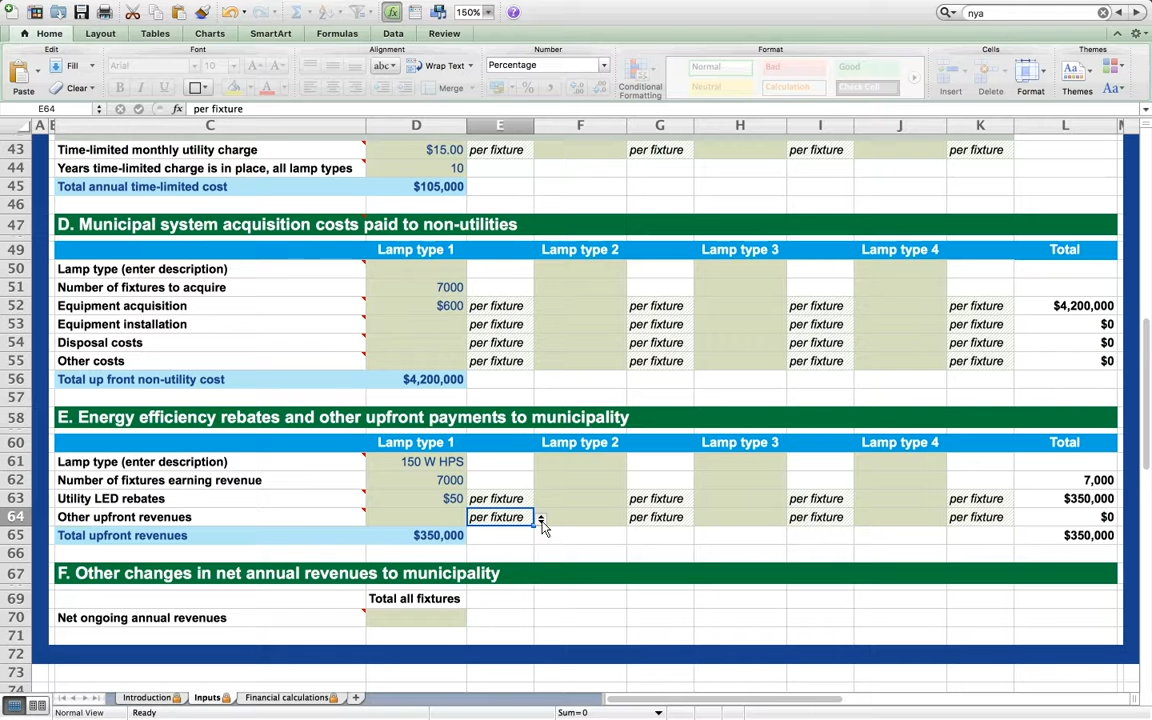 150%
nya
Home Layout Tables Charts SmartArt Formulas Data Review
Edit Font Alignment Number Format Cells Themes
Fill Arial 10 abc Wrap Text Percentage Normal Bad Good
Paste Clear B I U A Merge % Conditional Formatting Neutral Calculation Check Cell Insert Delete Format Themes Aa
E64 fx per fixture
A B C D E F G H I J K L M
43 Time-limited monthly utility charge $15.00 per fixture per fixture per fixture per fixture
44 Years time-limited charge is in place, all lamp types 10
45 Total annual time-limited cost $105,000
46
47 D. Municipal system acquisition costs paid to non-utilities
49 Lamp type 1 Lamp type 2 Lamp type 3 Lamp type 4 Total
50 Lamp type (enter description)
51 Number of fixtures to acquire 7000
52 Equipment acquisition $600 per fixture per fixture per fixture per fixture $4,200,000
53 Equipment installation per fixture per fixture per fixture per fixture $0
54 Disposal costs per fixture per fixture per fixture per fixture $0
55 Other costs per fixture per fixture per fixture per fixture $0
56 Total up front non-utility cost $4,200,000
57
58 E. Energy efficiency rebates and other upfront payments to municipality
60 Lamp type 1 Lamp type 2 Lamp type 3 Lamp type 4 Total
61 Lamp type (enter description) 150 W HPS
62 Number of fixtures earning revenue 7000 7,000
63 Utility LED rebates $50 per fixture per fixture per fixture per fixture $350,000
64 Other upfront revenues per fixture per fixture per fixture per fixture $0
65 Total upfront revenues $350,000 $350,000
66
67 F. Other changes in net annual revenues to municipality
69 Total all fixtures
70 Net ongoing annual revenues
71
72
73
74
Introduction Inputs Financial calculations +
Normal View Ready Sum=0